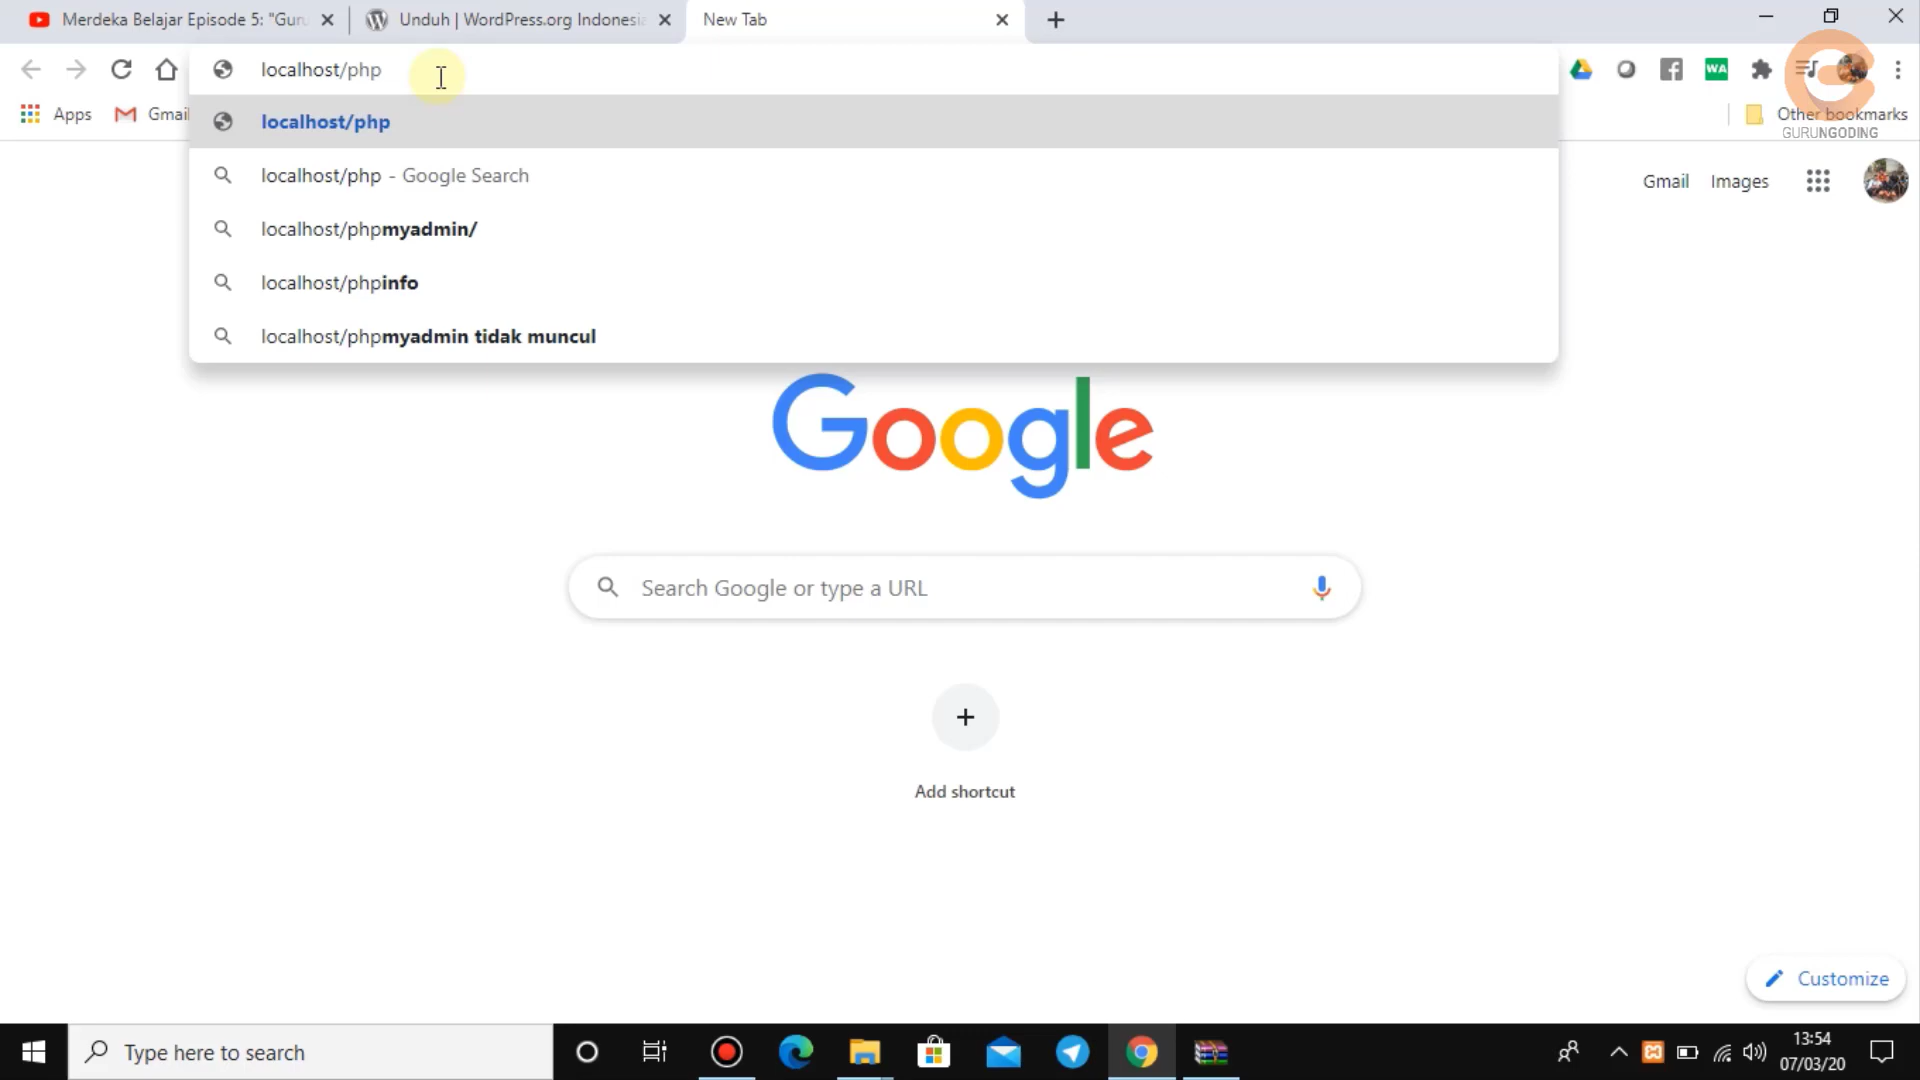 Merdeka Belajar Episode 5: "Guru
Unduh | WordPress.org Indonesia
New Tab
localhost/php
Apps
Gmail
WA
Other bookmarks
GURUNGODING
localhost/php
localhost/php - Google Search
localhost/phpmyadmin/
localhost/phpinfo
localhost/phpmyadmin tidak muncul
Gmail
Images
Google
Search Google or type a URL
Add shortcut
Customize
Type here to search
13:54
07/03/20